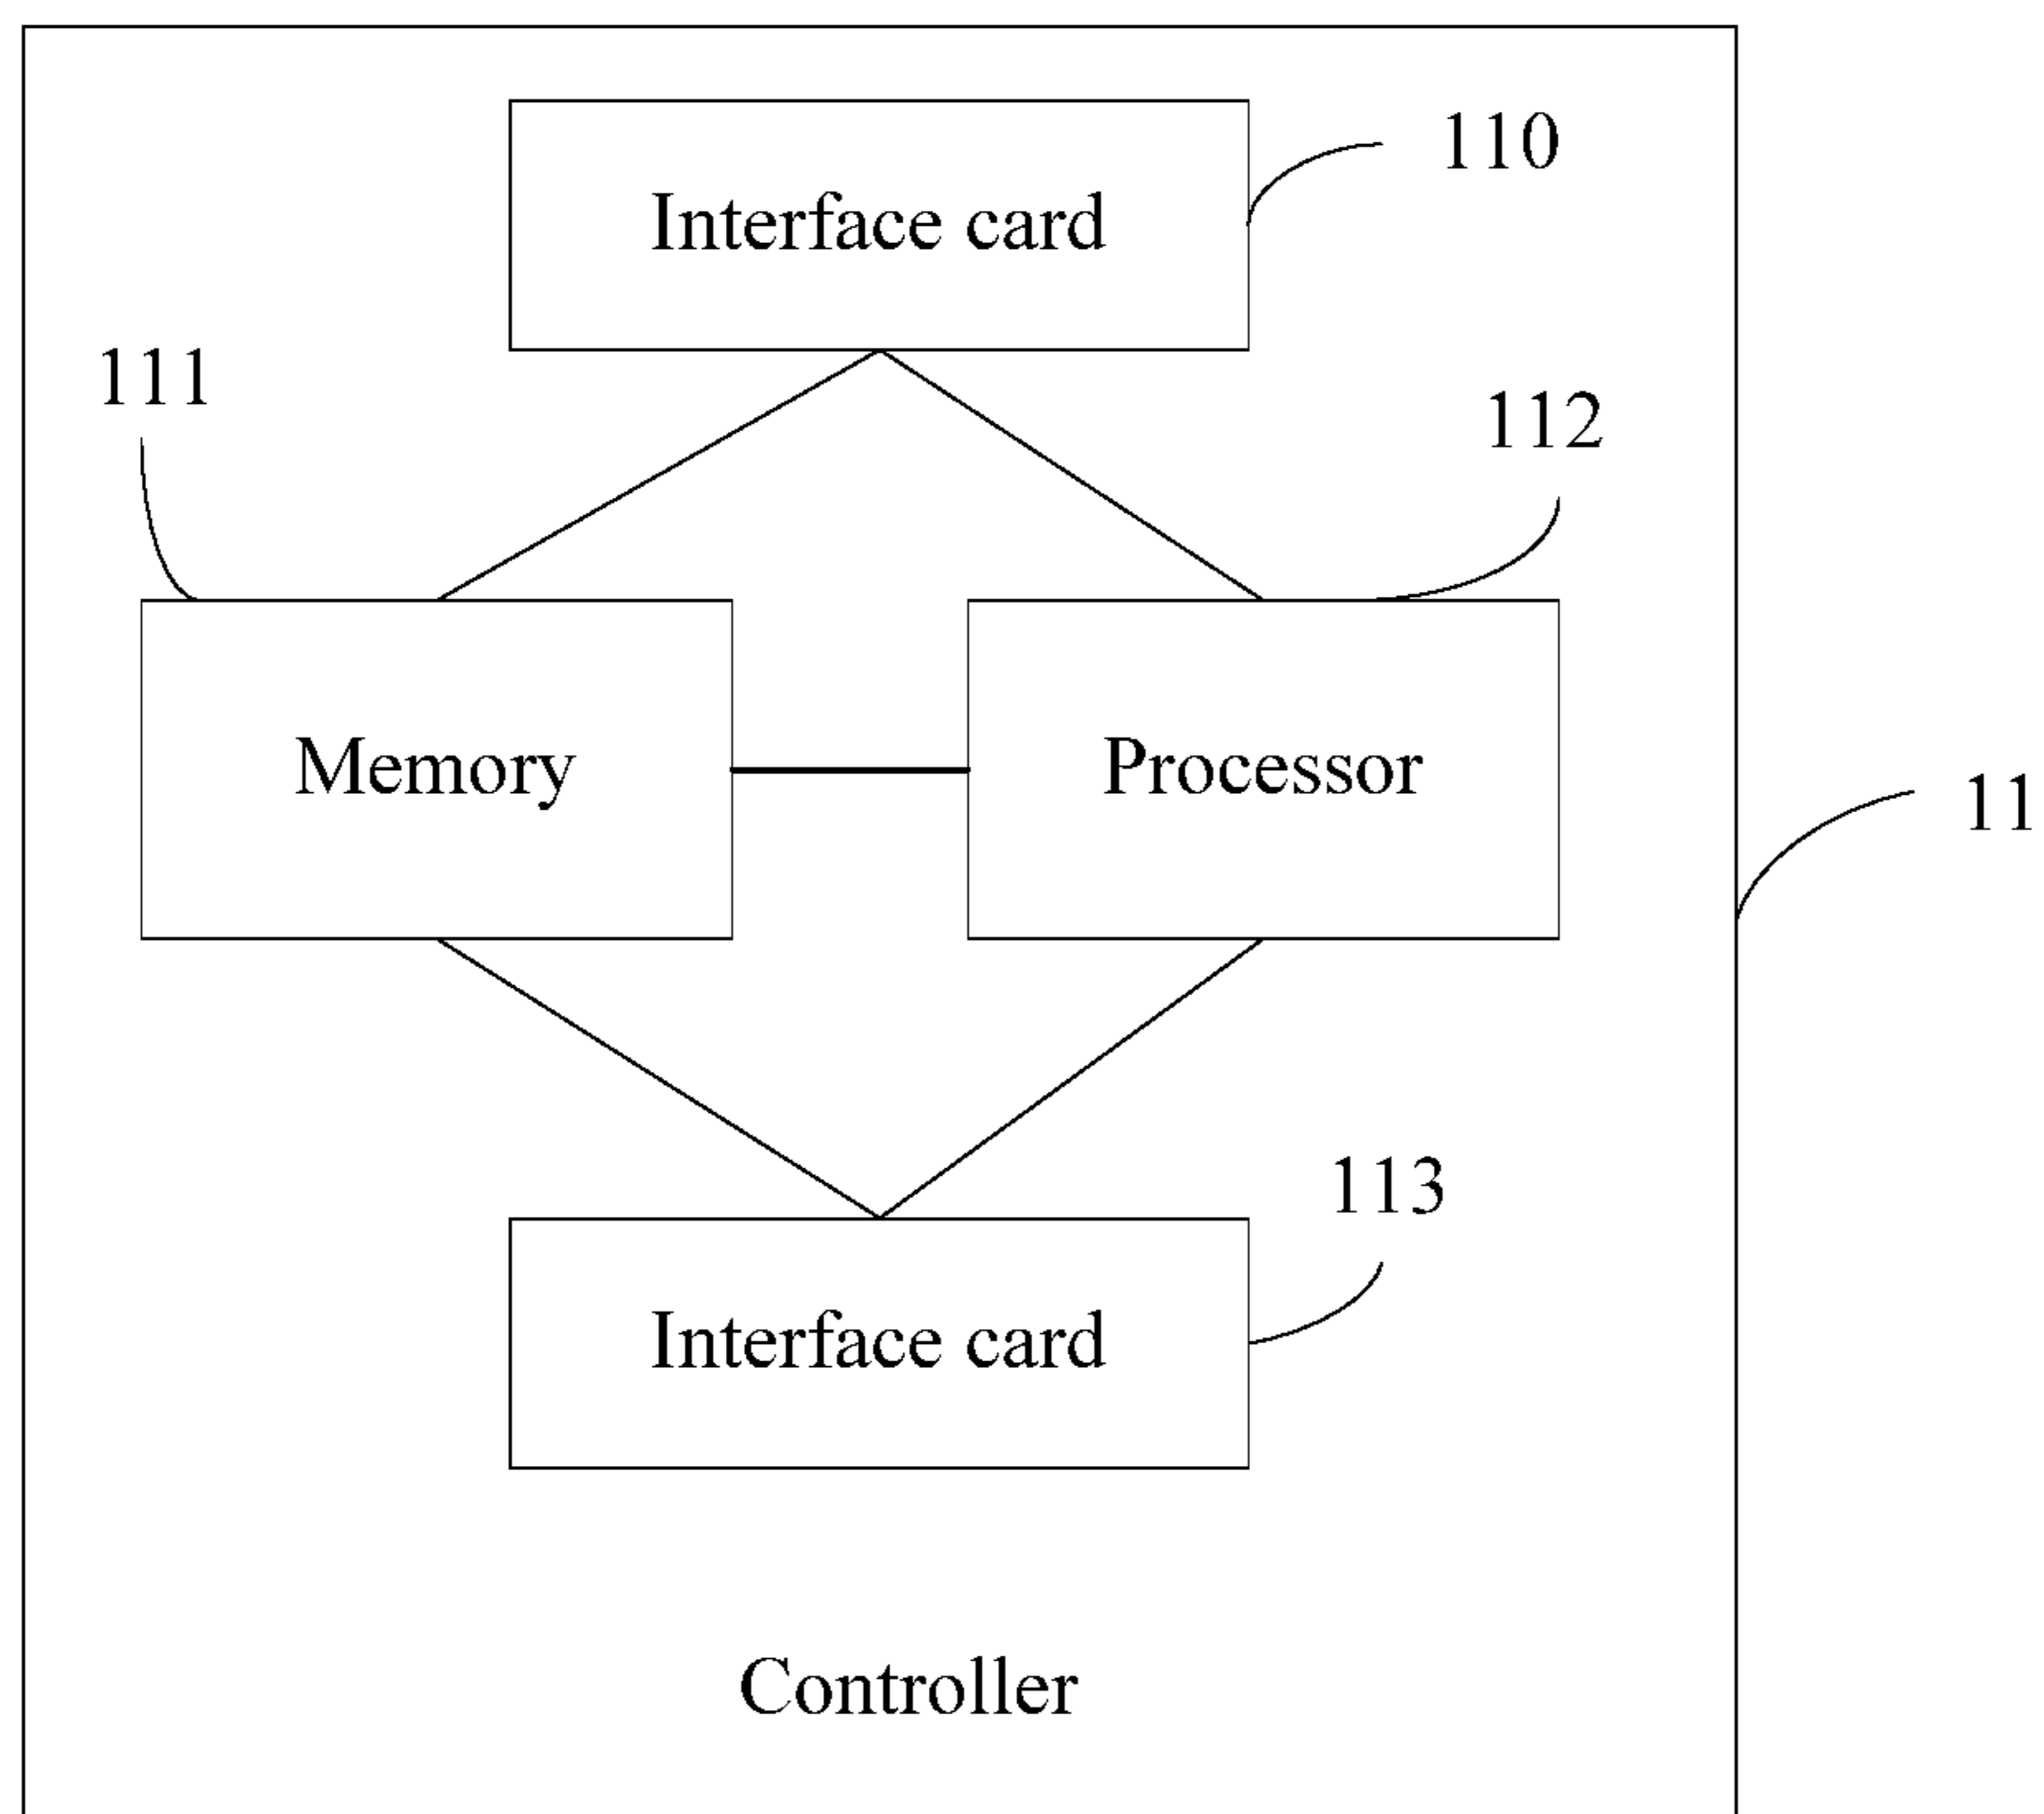 110
Interface card
111
112
Memory
Processor
11
113
Interface card
Controller